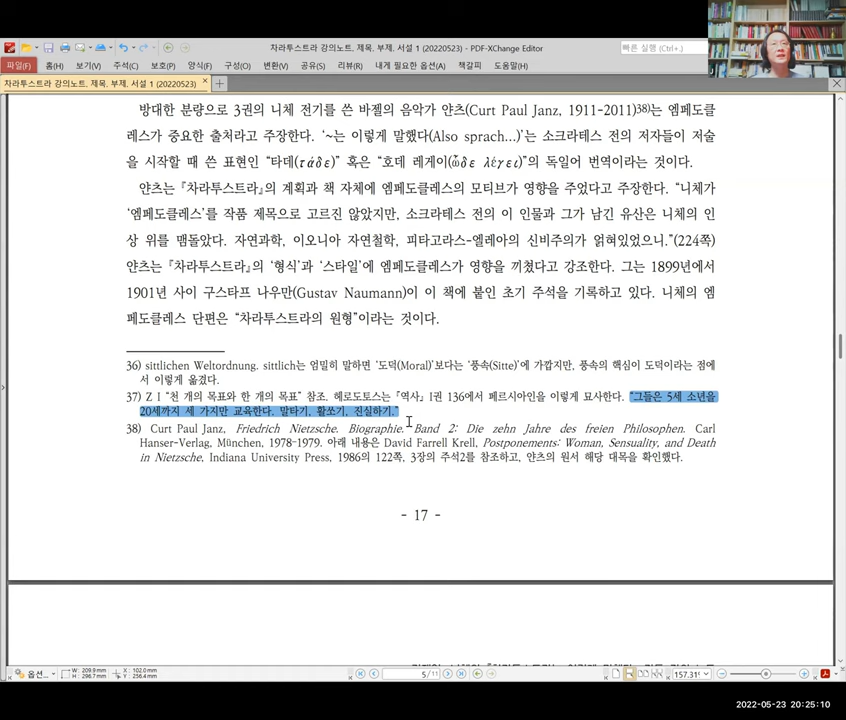 차라투스트라 강의노트. 제목. 부제. 서설 1 (20220523) - PDF-XChange Editor
빠른 실행 (Ctrl+.)
파일(F) 홈(H) 보기(V) 주석(C) 보호(P) 양식(F) 구성(O) 변환(V) 공유(S) 리뷰(R) 내게 필요한 옵션(A) 책갈피 도움말(H)
차라투스트라 강의노트. 제목. 부제. 서설 1 (20220523)
방대한 분량으로 3권의 니체 전기를 쓴 바젤의 음악가 얀츠(Curt Paul Janz, 1911-2011)38)는 엠페도클
레스가 중요한 출처라고 주장한다. ‘~는 이렇게 말했다(Also sprach...)’는 소크라테스 전의 저자들이 저술
을 시작할 때 쓴 표현인 “타데(τάδε)” 혹은 “호데 레게이(ὧδε λέγει)”의 독일어 번역이라는 것이다.
얀츠는 『차라투스트라』의 계획과 책 자체에 엠페도클레스의 모티브가 영향을 주었다고 주장한다. “니체가
‘엠페도클레스’를 작품 제목으로 고르진 않았지만, 소크라테스 전의 이 인물과 그가 남긴 유산은 니체의 인
상 위를 맴돌았다. 자연과학, 이오니아 자연철학, 피타고라스-엘레아의 신비주의가 얽혀있었으니.”(224쪽)
얀츠는 『차라투스트라』의 ‘형식’과 ‘스타일’에 엠페도클레스가 영향을 끼쳤다고 강조한다. 그는 1899년에서
1901년 사이 구스타프 나우만(Gustav Naumann)이 이 책에 붙인 초기 주석을 기록하고 있다. 니체의 엠
페도클레스 단편은 “차라투스트라의 원형”이라는 것이다.
36) sittlichen Weltordnung. sittlich는 엄밀히 말하면 ‘도덕(Moral)’보다는 ‘풍속(Sitte)’에 가깝지만, 풍속의 핵심이 도덕이라는 점에
서 이렇게 옮겼다.
37) Z I “천 개의 목표와 한 개의 목표” 참조. 헤로도토스는 『역사』 I권 136에서 페르시아인을 이렇게 묘사한다. “그들은 5세 소년을
20세까지 세 가지만 교육한다. 말타기, 활쏘기, 진실하기.”
38) Curt Paul Janz, Friedrich Nietzsche. Biographie. Band 2: Die zehn Jahre des freien Philosophen. Carl
Hanser-Verlag, München, 1978-1979. 아래 내용은 David Farrell Krell, Postponements: Woman, Sensuality, and Death
in Nietzsche, Indiana University Press, 1986의 122쪽, 3장의 주석2를 참조하고, 얀츠의 원서 해당 대목을 확인했다.
- 17 -
옵션... W: 209.9mm X: 102.0mm 5/11 157.31%
H: 296.7mm Y: 258.4mm
2022-05-23 20:25:10